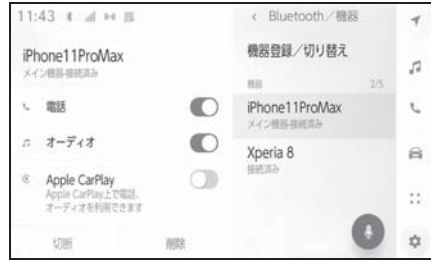 11:43
iPhone11ProMax
メイン機器-接続済み
電話
オーディオ
Apple CarPlay
Apple CarPlay上で電話、
オーディオを利用できます
切断
削除
< Bluetooth／機器
機器登録／切り替え
機器
2/5
iPhone11ProMax
メイン機器-接続済み
Xperia 8
接続済み